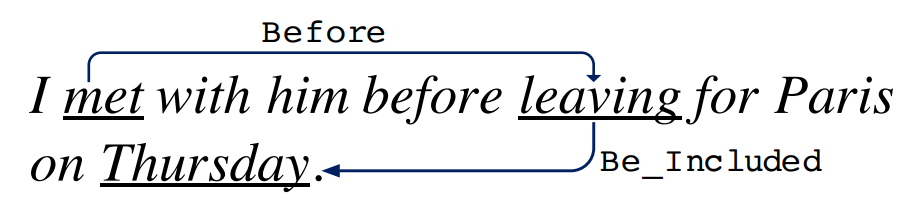 Before
I met with him before leaving for Paris
on Thursday.
Be_Included